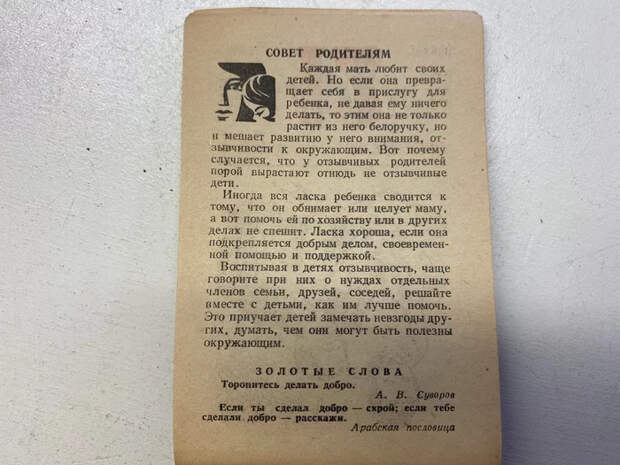 СОВЕТ РОДИТЕЛЯМ
Каждая мать любит своих
детей. Но если она превра-
щает себя в прислугу для
ребенка, не давая ему ничего
делать, то этим она не только
растит из него белоручку, но
и мешает развитию у него внимания, от-
зывчивости к окружающим. Вот почему
случается, что у отзывчивых родителей
порой вырастают отнюдь не отзывчивые
дети.
Иногда вся ласка ребенка сводится к
тому, что он обнимает или целует маму,
а вот помочь ей по хозяйству или в других
делах не спешит. Ласка хороша, если она
подкрепляется добрым делом, своевремен-
ной помощью и поддержкой.
Воспитывая в детях отзывчивость, чаще
говорите при них о нуждах отдельных
членов семьи, друзей, соседей, решайте
вместе с детьми, как им лучше помочь.
Это приучает детей замечать невзгоды дру-
гих, думать, чем они могут быть полезны
окружающим.
ЗОЛОТЫЕ СЛОВА
Торопитесь делать добро.
А. В. Суворов
Если ты сделал добро — скрой; если тебе
сделали добро — расскажи.
Арабская пословица